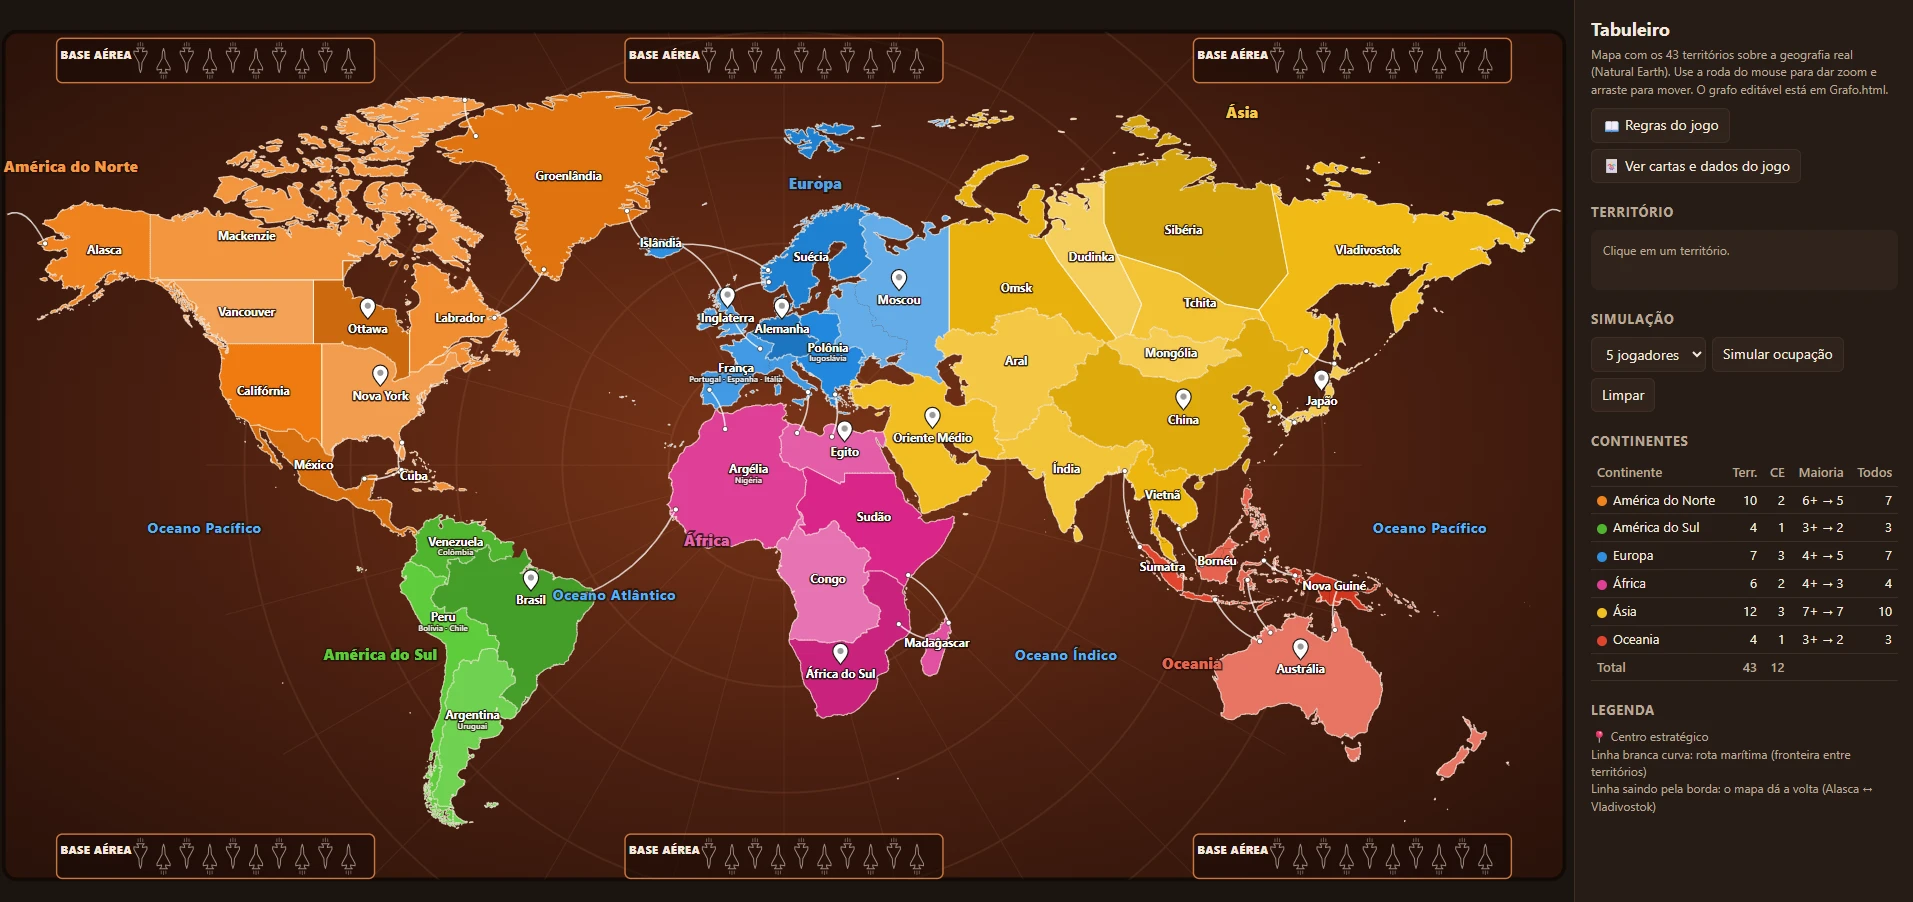 BASE AÉREA
BASE AÉREA
BASE AÉREA
Ásia
América do Norte
Groenlândia
Europa
Alasca
Mackenzie
Islândia
Suécia
Sibéria
Vladivostok
Dudinka
Moscou
Omsk
Tchita
Vancouver
Ottawa
Labrador
Inglaterra
Alemanha
Polônia
Iugoslávia
Mongólia
Aral
França
Portugal - Espanha - Itália
Califórnia
Nova York
Japão
China
Oriente Médio
Egito
México
Cuba
Argélia
Nigéria
Índia
Vietnã
Sudão
Oceano Pacífico
Oceano Pacífico
Venezuela
Colômbia
África
Sumatra
Bornéu
Congo
Nova Guiné
Brasil
Oceano Atlântico
Peru
Bolívia - Chile
Madagascar
América do Sul
Oceano Índico
Oceania
África do Sul
Austrália
Argentina
Uruguai
BASE AÉREA
BASE AÉREA
BASE AÉREA
Tabuleiro
Mapa com os 43 territórios sobre a geografia real
(Natural Earth). Use a roda do mouse para dar zoom e
arraste para mover. O grafo editável está em Grafo.html.
Regras do jogo
Ver cartas e dados do jogo
TERRITÓRIO
Clique em um território.
SIMULAÇÃO
5 jogadores
Simular ocupação
Limpar
CONTINENTES
Continente Terr. CE Maioria Todos
América do Norte 10 2 6+ → 5 7
América do Sul 4 1 3+ → 2 3
Europa 7 3 4+ → 5 7
África 6 2 4+ → 3 4
Ásia 12 3 7+ → 7 10
Oceania 4 1 3+ → 2 3
Total 43 12
LEGENDA
Centro estratégico
Linha branca curva: rota marítima (fronteira entre
territórios)
Linha saindo pela borda: o mapa dá a volta (Alasca ↔
Vladivostok)